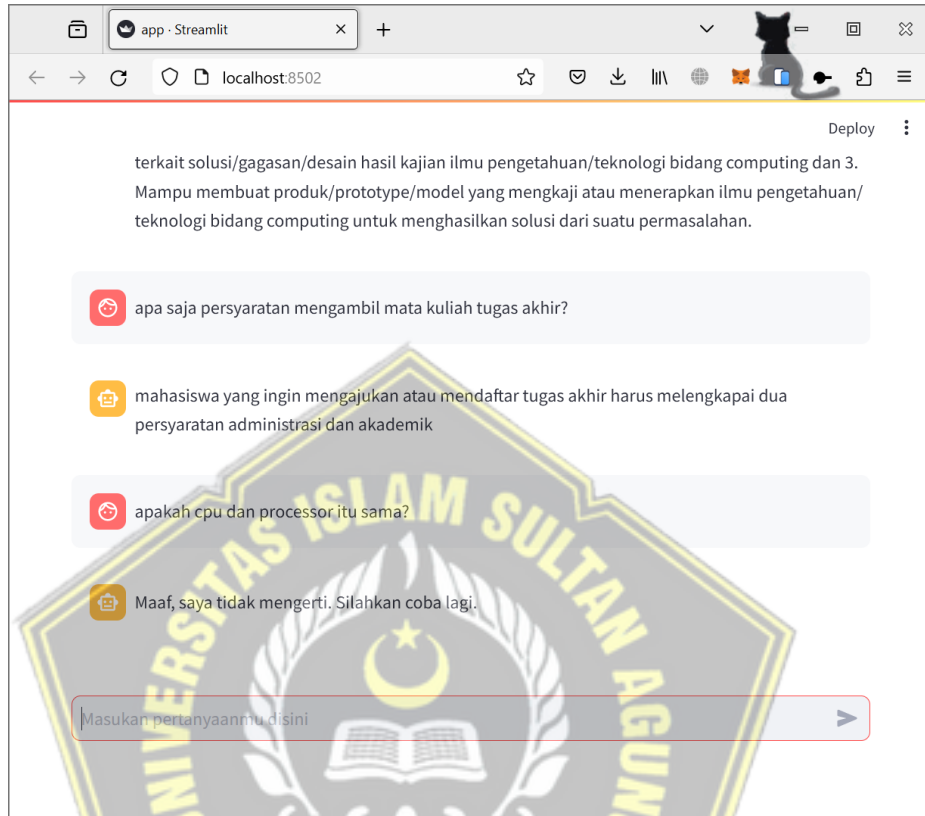 app · Streamlit
localhost:8502
Deploy
terkait solusi/gagasan/desain hasil kajian ilmu pengetahuan/teknologi bidang computing dan 3.
Mampu membuat produk/prototype/model yang mengkaji atau menerapkan ilmu pengetahuan/
teknologi bidang computing untuk menghasilkan solusi dari suatu permasalahan.
apa saja persyaratan mengambil mata kuliah tugas akhir?
mahasiswa yang ingin mengajukan atau mendaftar tugas akhir harus melengkapai dua
persyaratan administrasi dan akademik
apakah cpu dan processor itu sama?
Maaf, saya tidak mengerti. Silahkan coba lagi.
Masukan pertanyaanmu disini
UNIVERSITAS ISLAM SULTAN AGUN